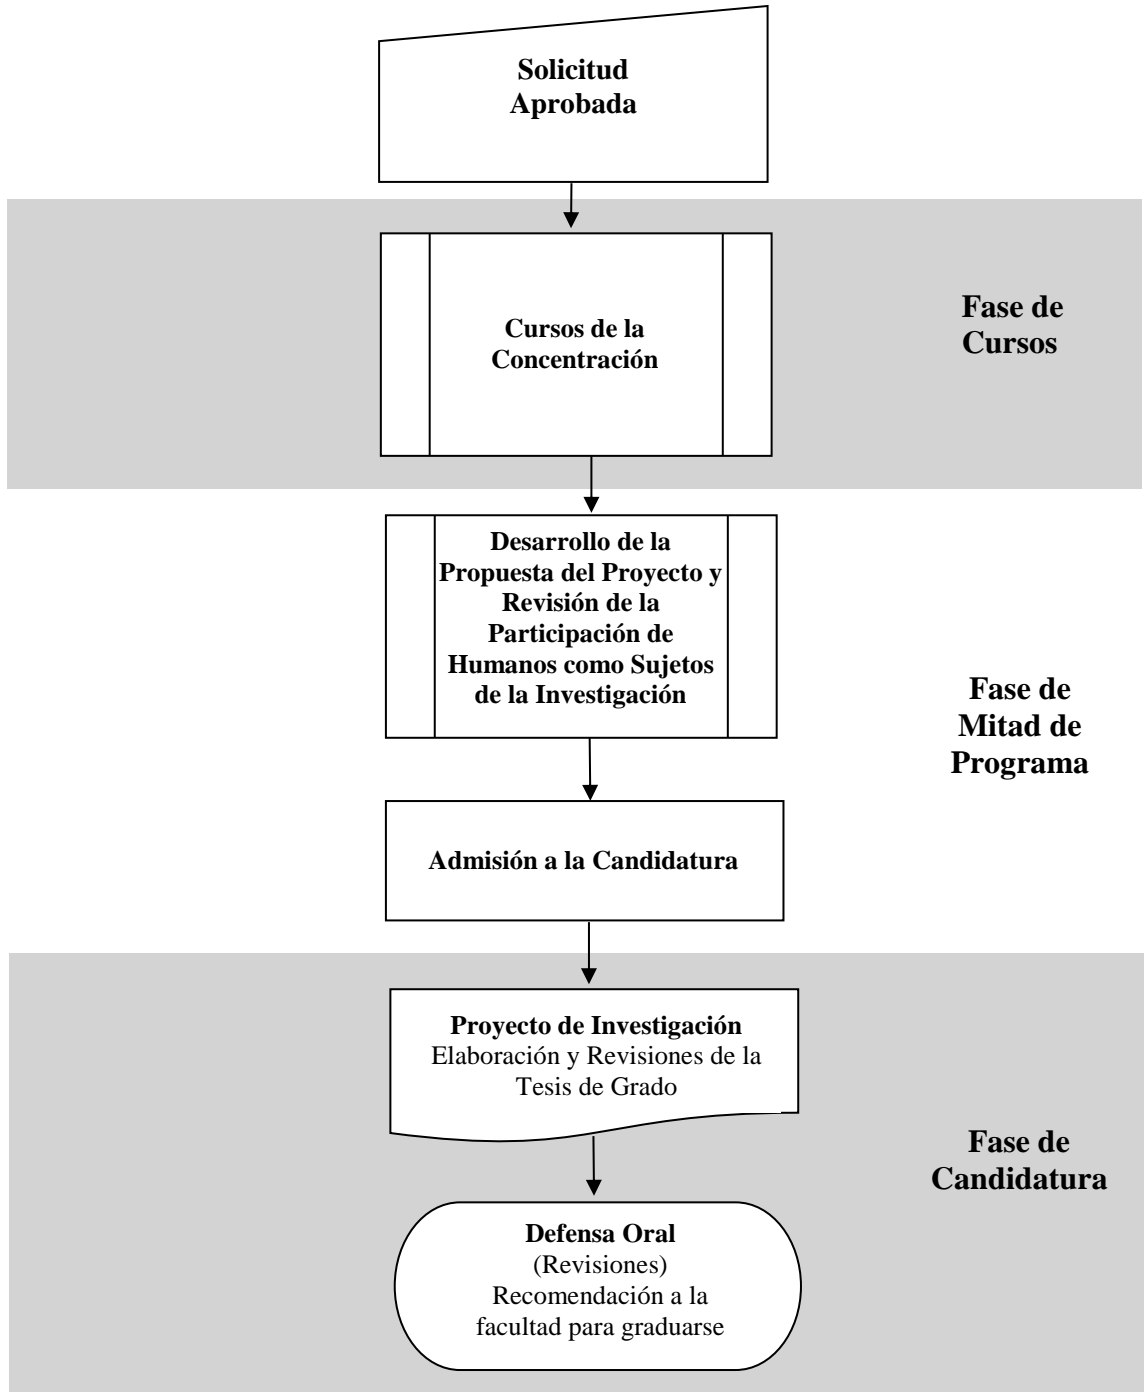 Solicitud
Aprobada
Cursos de la
Concentración
Fase de
Cursos
Desarrollo de la
Propuesta del Proyecto y
Revisión de la
Participación de
Humanos como Sujetos
de la Investigación
Fase de
Mitad de
Programa
Admisión a la Candidatura
Proyecto de Investigación
Elaboración y Revisiones de la
Tesis de Grado
Fase de
Candidatura
Defensa Oral
(Revisiones)
Recomendación a la
facultad para graduarse